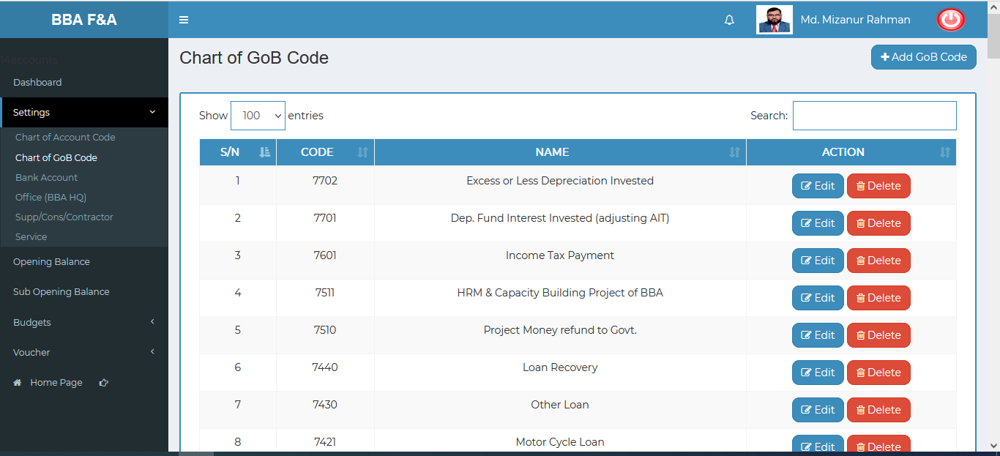 BBA F&A
Md. Mizanur Rahman
14accounts
Dashboard
Settings
Chart of Account Code
Chart of GoB Code
Bank Account
Office (BBA HQ)
Supp/Cons/Contractor
Service
Opening Balance
Sub Opening Balance
Budgets
Voucher
Home Page
Chart of GoB Code
Add GoB Code
Show 100 entries
Search:
S/N CODE NAME ACTION
1 7702 Excess or Less Depreciation Invested Edit Delete
2 7701 Dep. Fund Interest Invested (adjusting AIT) Edit Delete
3 7601 Income Tax Payment Edit Delete
4 7511 HRM & Capacity Building Project of BBA Edit Delete
5 7510 Project Money refund to Govt. Edit Delete
6 7440 Loan Recovery Edit Delete
7 7430 Other Loan Edit Delete
8 7421 Motor Cycle Loan Edit Delete